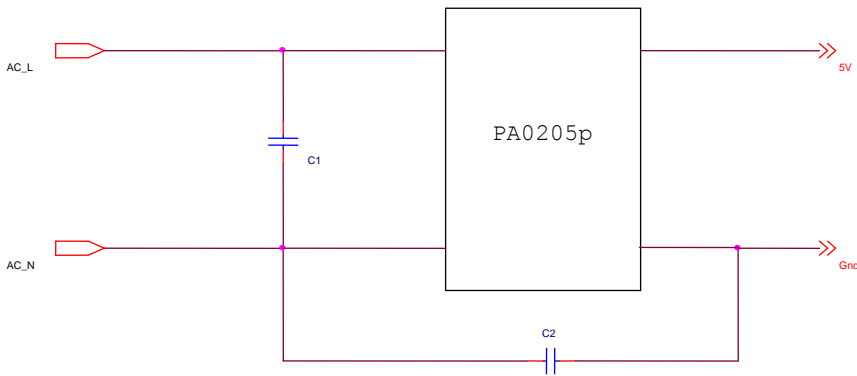 AC_L
5V
PA0205p
C1
AC_N
Gnd
C2